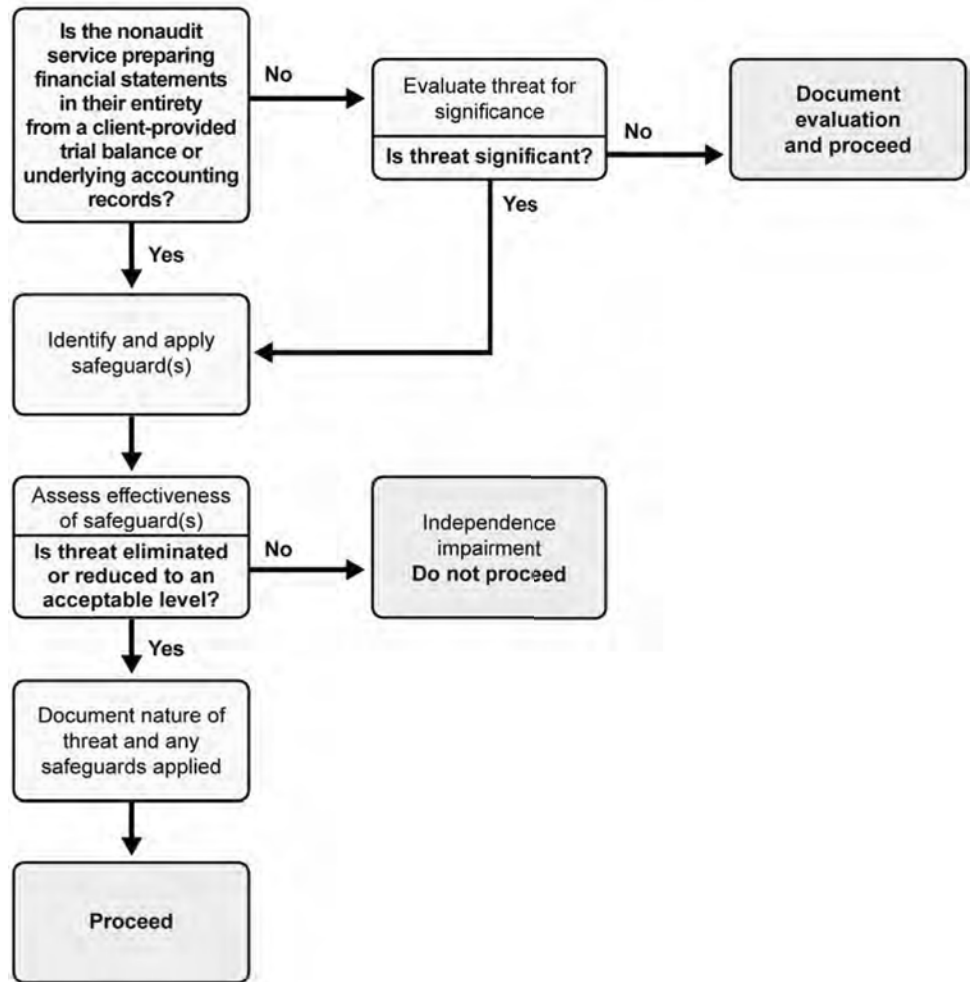 Is the nonaudit
service preparing
financial statements
in their entirety
from a client-provided
trial balance or
underlying accounting
records?
No
Evaluate threat for
significance
Is threat significant?
No
Document
evaluation
and proceed
Yes
Yes
Identify and apply
safeguard(s)
Assess effectiveness
of safeguard(s)
Is threat eliminated
or reduced to an
acceptable level?
No
Independence
impairment
Do not proceed
Yes
Document nature of
threat and any
safeguards applied
Proceed